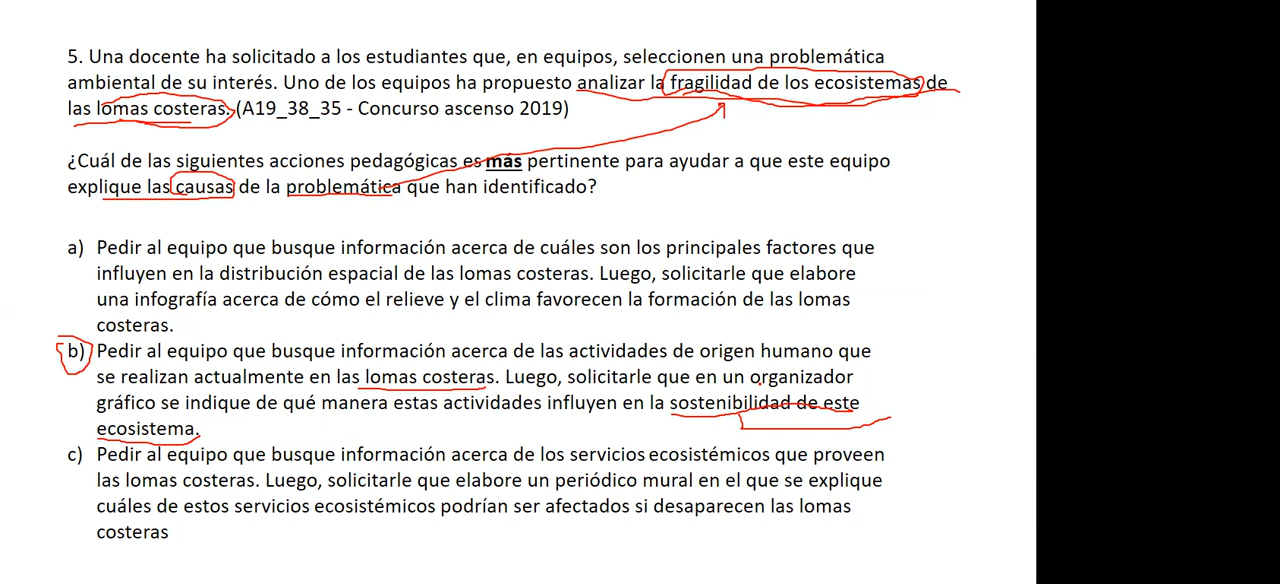 5. Una docente ha solicitado a los estudiantes que, en equipos, seleccionen una problemática
ambiental de su interés. Uno de los equipos ha propuesto analizar la fragilidad de los ecosistemas de
las lomas costeras. (A19_38_35 - Concurso ascenso 2019)
¿Cuál de las siguientes acciones pedagógicas es más pertinente para ayudar a que este equipo
explique las causas de la problemática que han identificado?
a) Pedir al equipo que busque información acerca de cuáles son los principales factores que
influyen en la distribución espacial de las lomas costeras. Luego, solicitarle que elabore
una infografía acerca de cómo el relieve y el clima favorecen la formación de las lomas
costeras.
b) Pedir al equipo que busque información acerca de las actividades de origen humano que
se realizan actualmente en las lomas costeras. Luego, solicitarle que en un organizador
gráfico se indique de qué manera estas actividades influyen en la sostenibilidad de este
ecosistema.
c) Pedir al equipo que busque información acerca de los servicios ecosistémicos que proveen
las lomas costeras. Luego, solicitarle que elabore un periódico mural en el que se explique
cuáles de estos servicios ecosistémicos podrían ser afectados si desaparecen las lomas
costeras